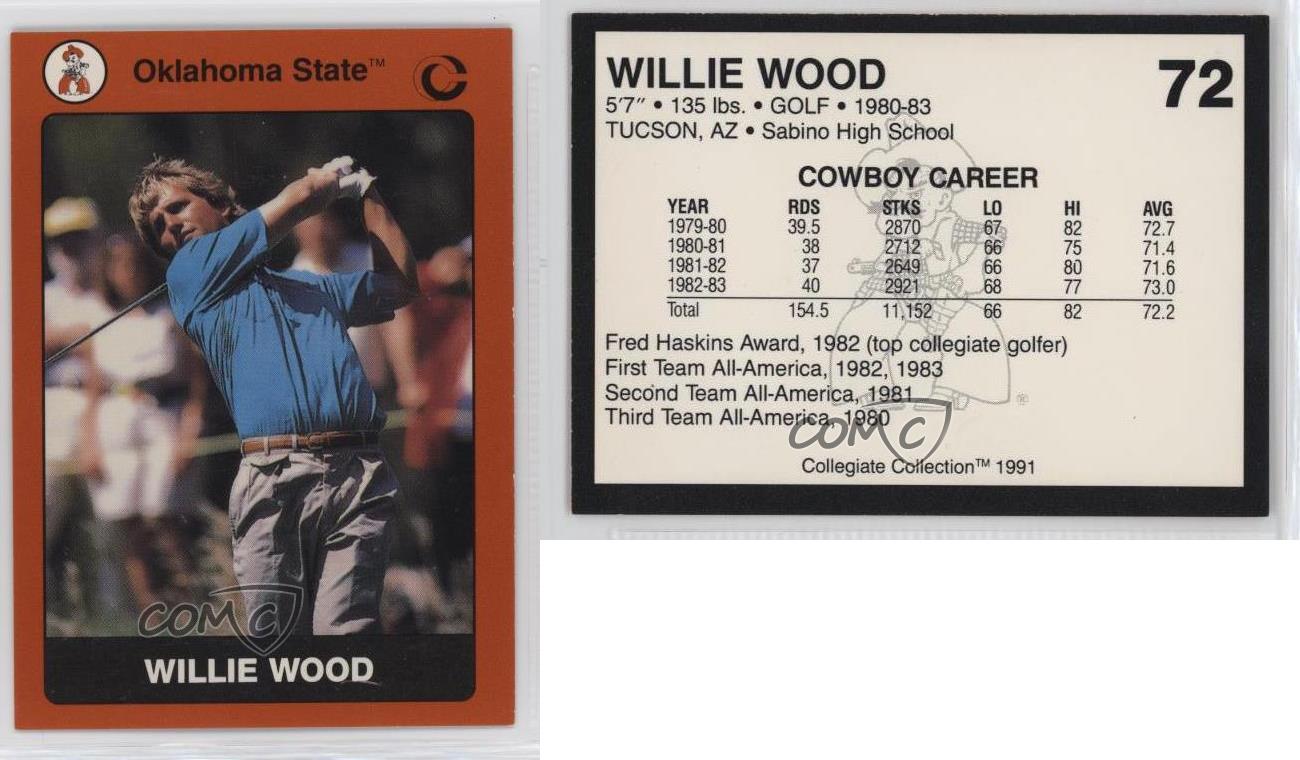 Oklahoma State™
COMC
WILLIE WOOD
WILLIE WOOD 72
5'7" • 135 lbs. • GOLF • 1980-83
TUCSON, AZ • Sabino High School
COWBOY CAREER
YEAR RDS STKS LO HI AVG
1979-80 39.5 2870 67 82 72.7
1980-81 38 2712 66 75 71.4
1981-82 37 2649 66 80 71.6
1982-83 40 2921 68 77 73.0
Total 154.5 11,152 66 82 72.2
Fred Haskins Award, 1982 (top collegiate golfer)
First Team All-America, 1982, 1983
Second Team All-America, 1981
Third Team All-America, 1980
COMC
Collegiate Collection™ 1991